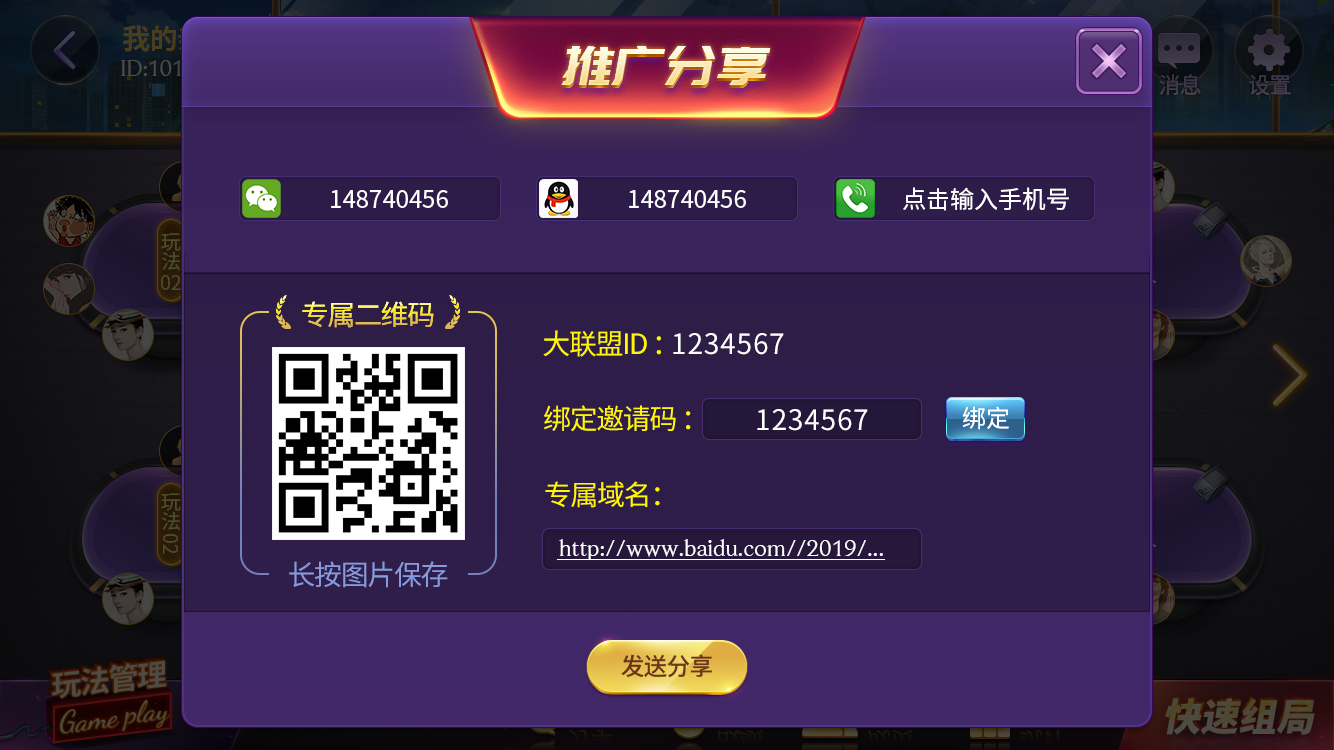 推广分享
我的
ID:101
消息
设置
148740456
148740456
点击输入手机号
玩法02
专属二维码
大联盟ID：1234567
绑定邀请码：
1234567
绑定
专属域名：
http://www.baidu.com//2019/...
玩法02
长按图片保存
发送分享
玩法管理
Game play
快速组局